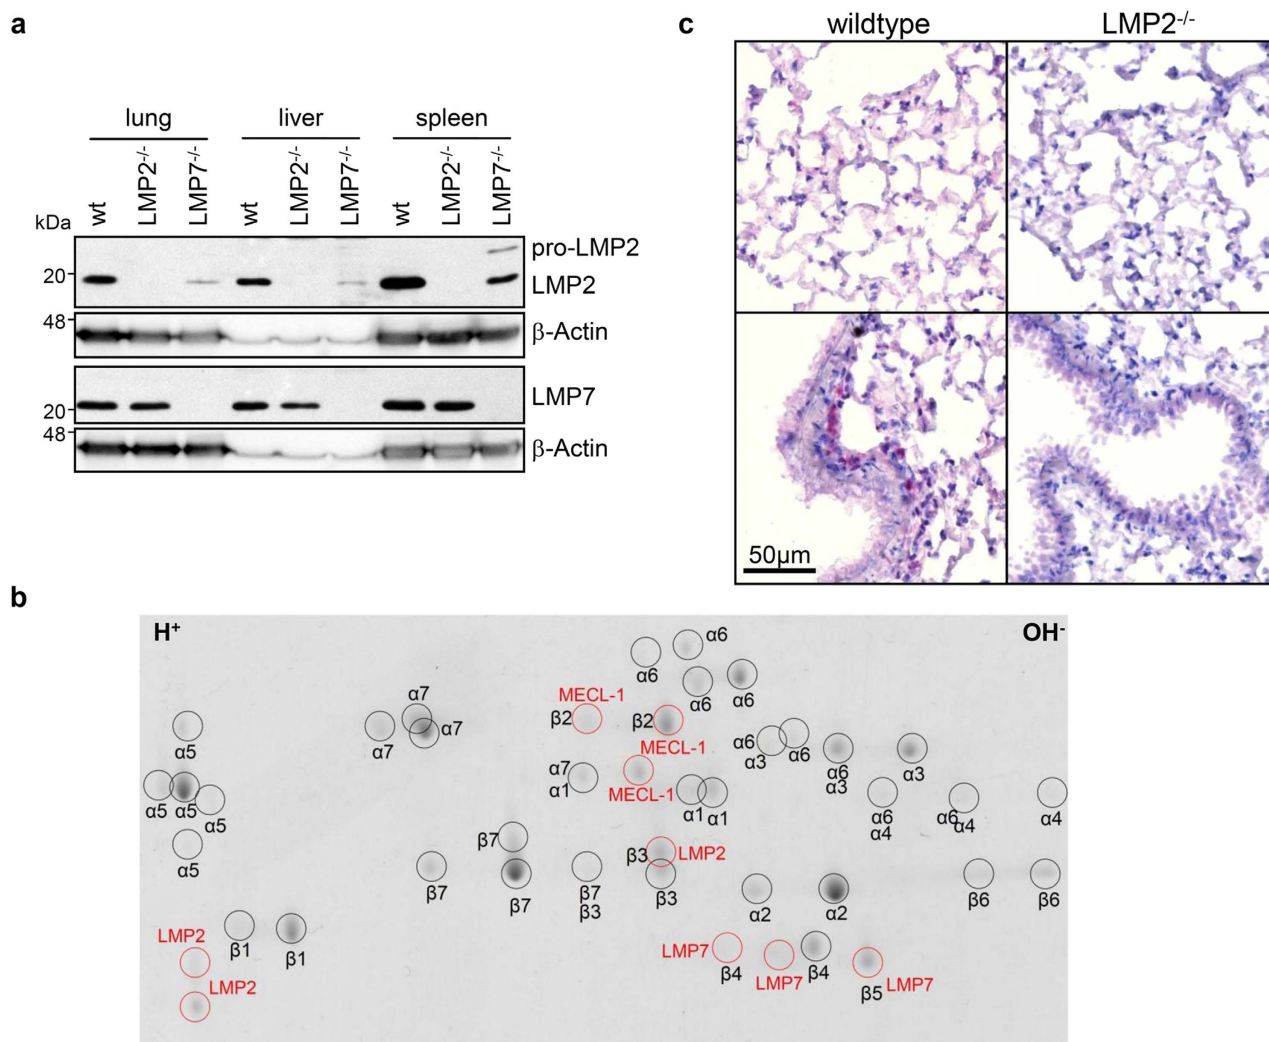 a
lung liver spleen
wt LMP2-/- LMP7-/- wt LMP2-/- LMP7-/- wt LMP2-/- LMP7-/-
kDa
pro-LMP2
20
LMP2
48
β-Actin
LMP7
20
48
β-Actin
c
wildtype LMP2-/-
50µm
b
H+ OH-
α6
α6
α6 α6
α7
MECL-1
α5 α7 α7 β2 β2 α6 α6
MECL-1 α3 α6 α3
α7 α3
α1 MECL-1
α5 α5 α5 α1 α1 α6 α6 α4
α4 α4
β7
α5 β3 LMP2
β7 β7 β7 β3 β6 β6
β3 α2 α2
LMP2 β1 β1 LMP7
β4 LMP7 β4
LMP2 β5 LMP7